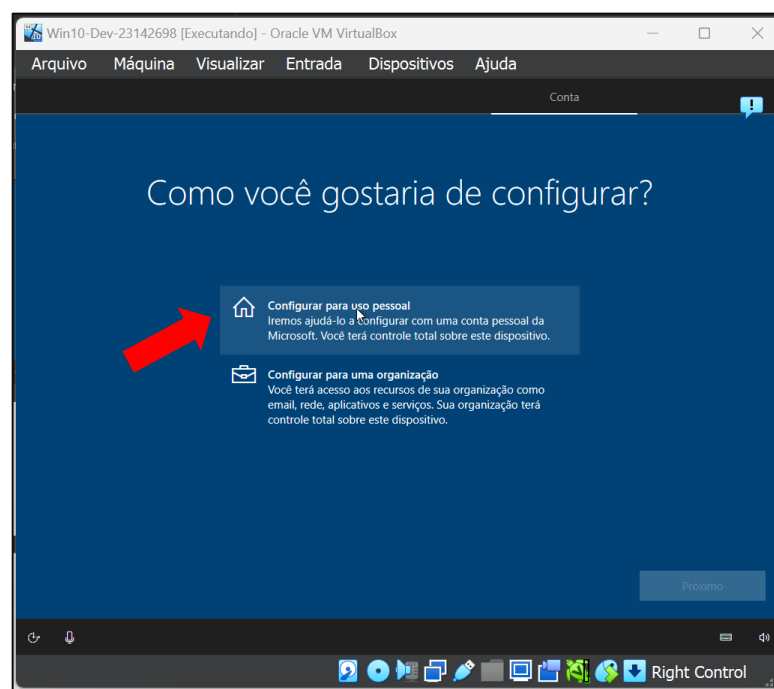 Win10-Dev-23142698 [Executando] - Oracle VM VirtualBox
Arquivo Máquina Visualizar Entrada Dispositivos Ajuda
Conta
Como você gostaria de configurar?
Configurar para uso pessoal
Iremos ajudá-lo a configurar com uma conta pessoal da
Microsoft. Você terá controle total sobre este dispositivo.
Configurar para uma organização
Você terá acesso aos recursos de sua organização como
email, rede, aplicativos e serviços. Sua organização terá
controle total sobre este dispositivo.
Próximo
Right Control